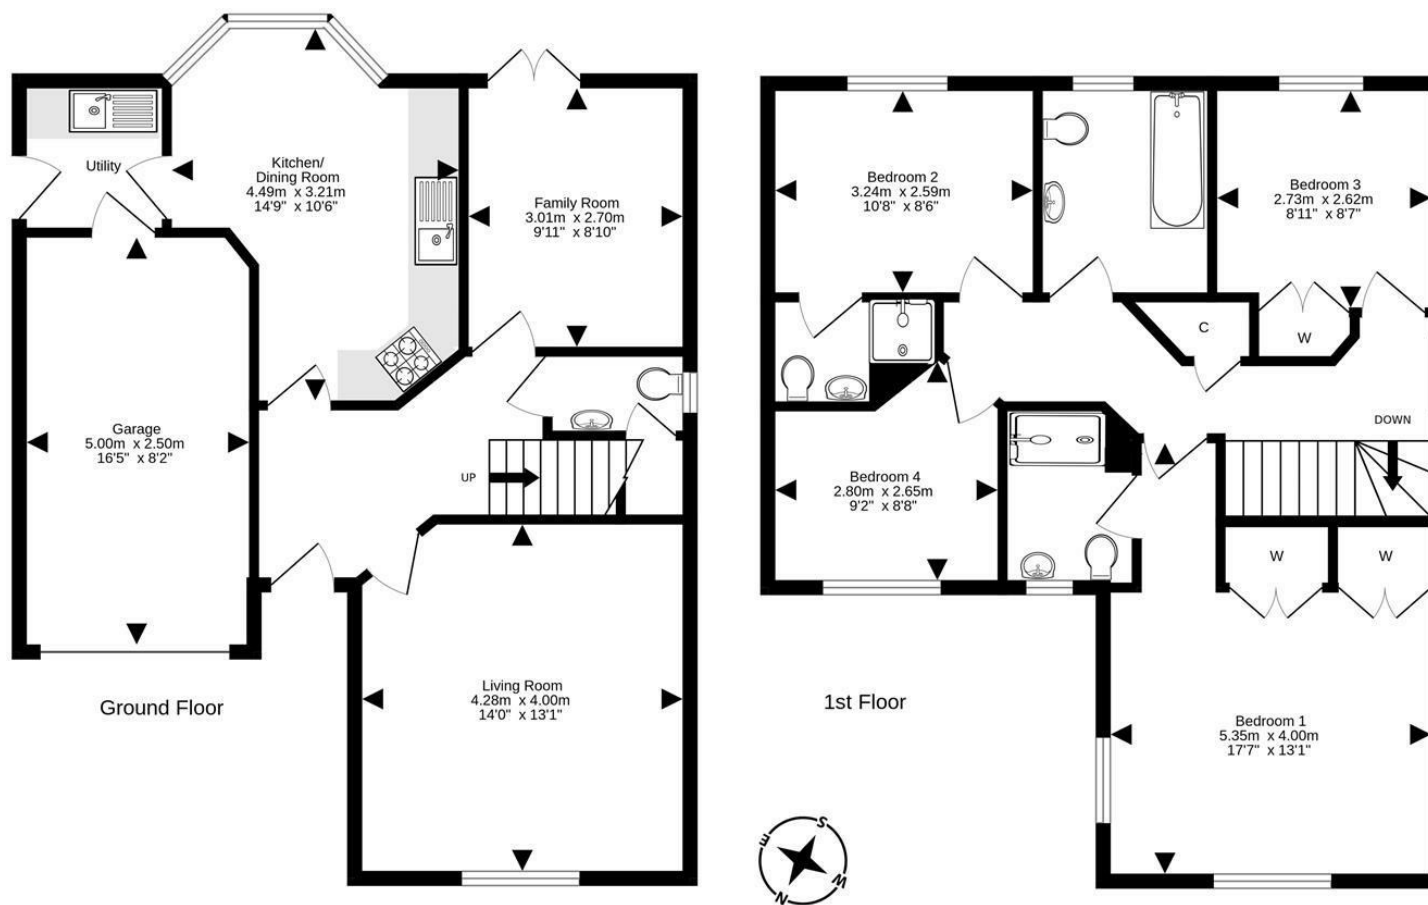 Utility
Kitchen/
Dining Room
4.49m x 3.21m
14'9" x 10'6"
Family Room
3.01m x 2.70m
9'11" x 8'10"
Garage
5.00m x 2.50m
16'5" x 8'2"
UP
Living Room
4.28m x 4.00m
14'0" x 13'1"
Ground Floor
Bedroom 2
3.24m x 2.59m
10'8" x 8'6"
Bedroom 3
2.73m x 2.62m
8'11" x 8'7"
C
W
DOWN
Bedroom 4
2.80m x 2.65m
9'2" x 8'8"
W
W
1st Floor
Bedroom 1
5.35m x 4.00m
17'7" x 13'1"
S
E
W
N